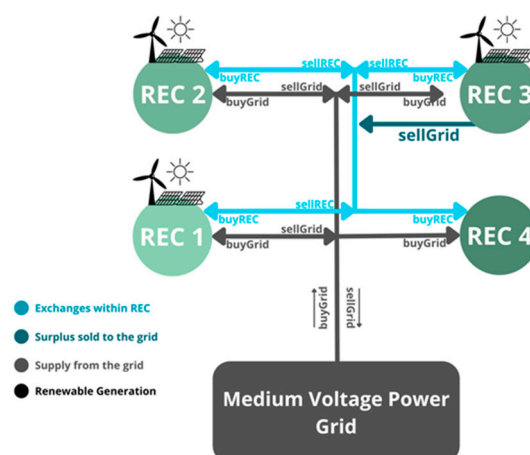 sellREC
sellREC
REC 2
buyREC
buyREC
REC 3
sellGrid
sellGrid
buyGrid
buyGrid
sellGrid
sellREC
REC 1
buyREC
buyREC
REC 4
sellGrid
buyGrid
buyGrid
buyGrid
sellGrid
Exchanges within REC
Surplus sold to the grid
Supply from the grid
Renewable Generation
Medium Voltage Power
Grid